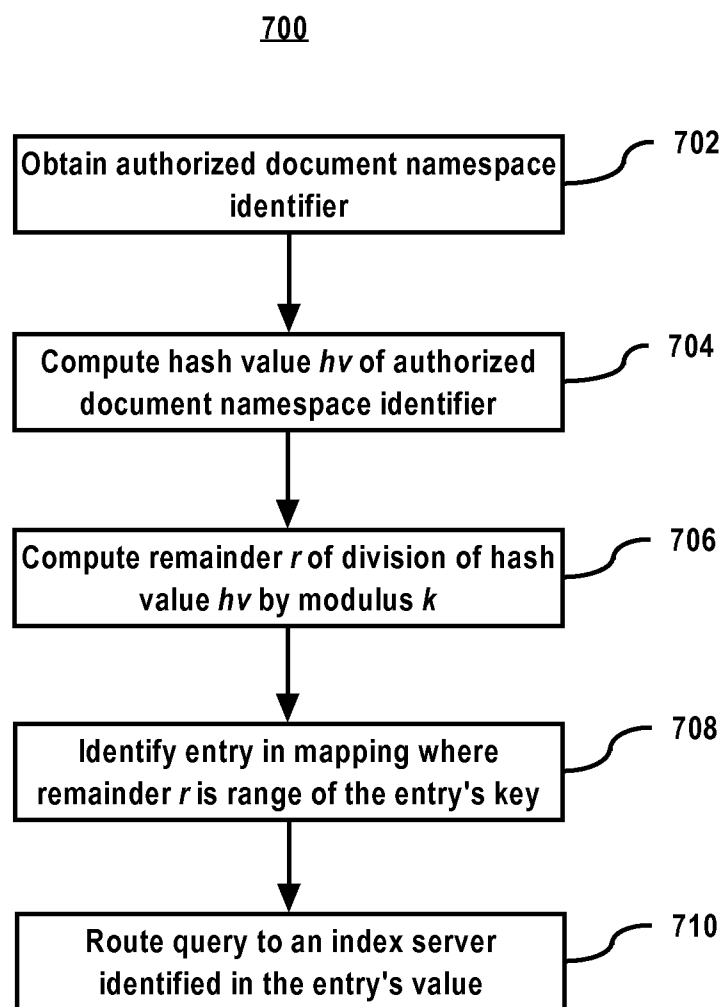 700
Obtain authorized document namespace
identifier
702
Compute hash value hv of authorized
document namespace identifier
704
Compute remainder r of division of hash
value hv by modulus k
706
Identify entry in mapping where
remainder r is range of the entry's key
708
Route query to an index server
identified in the entry's value
710